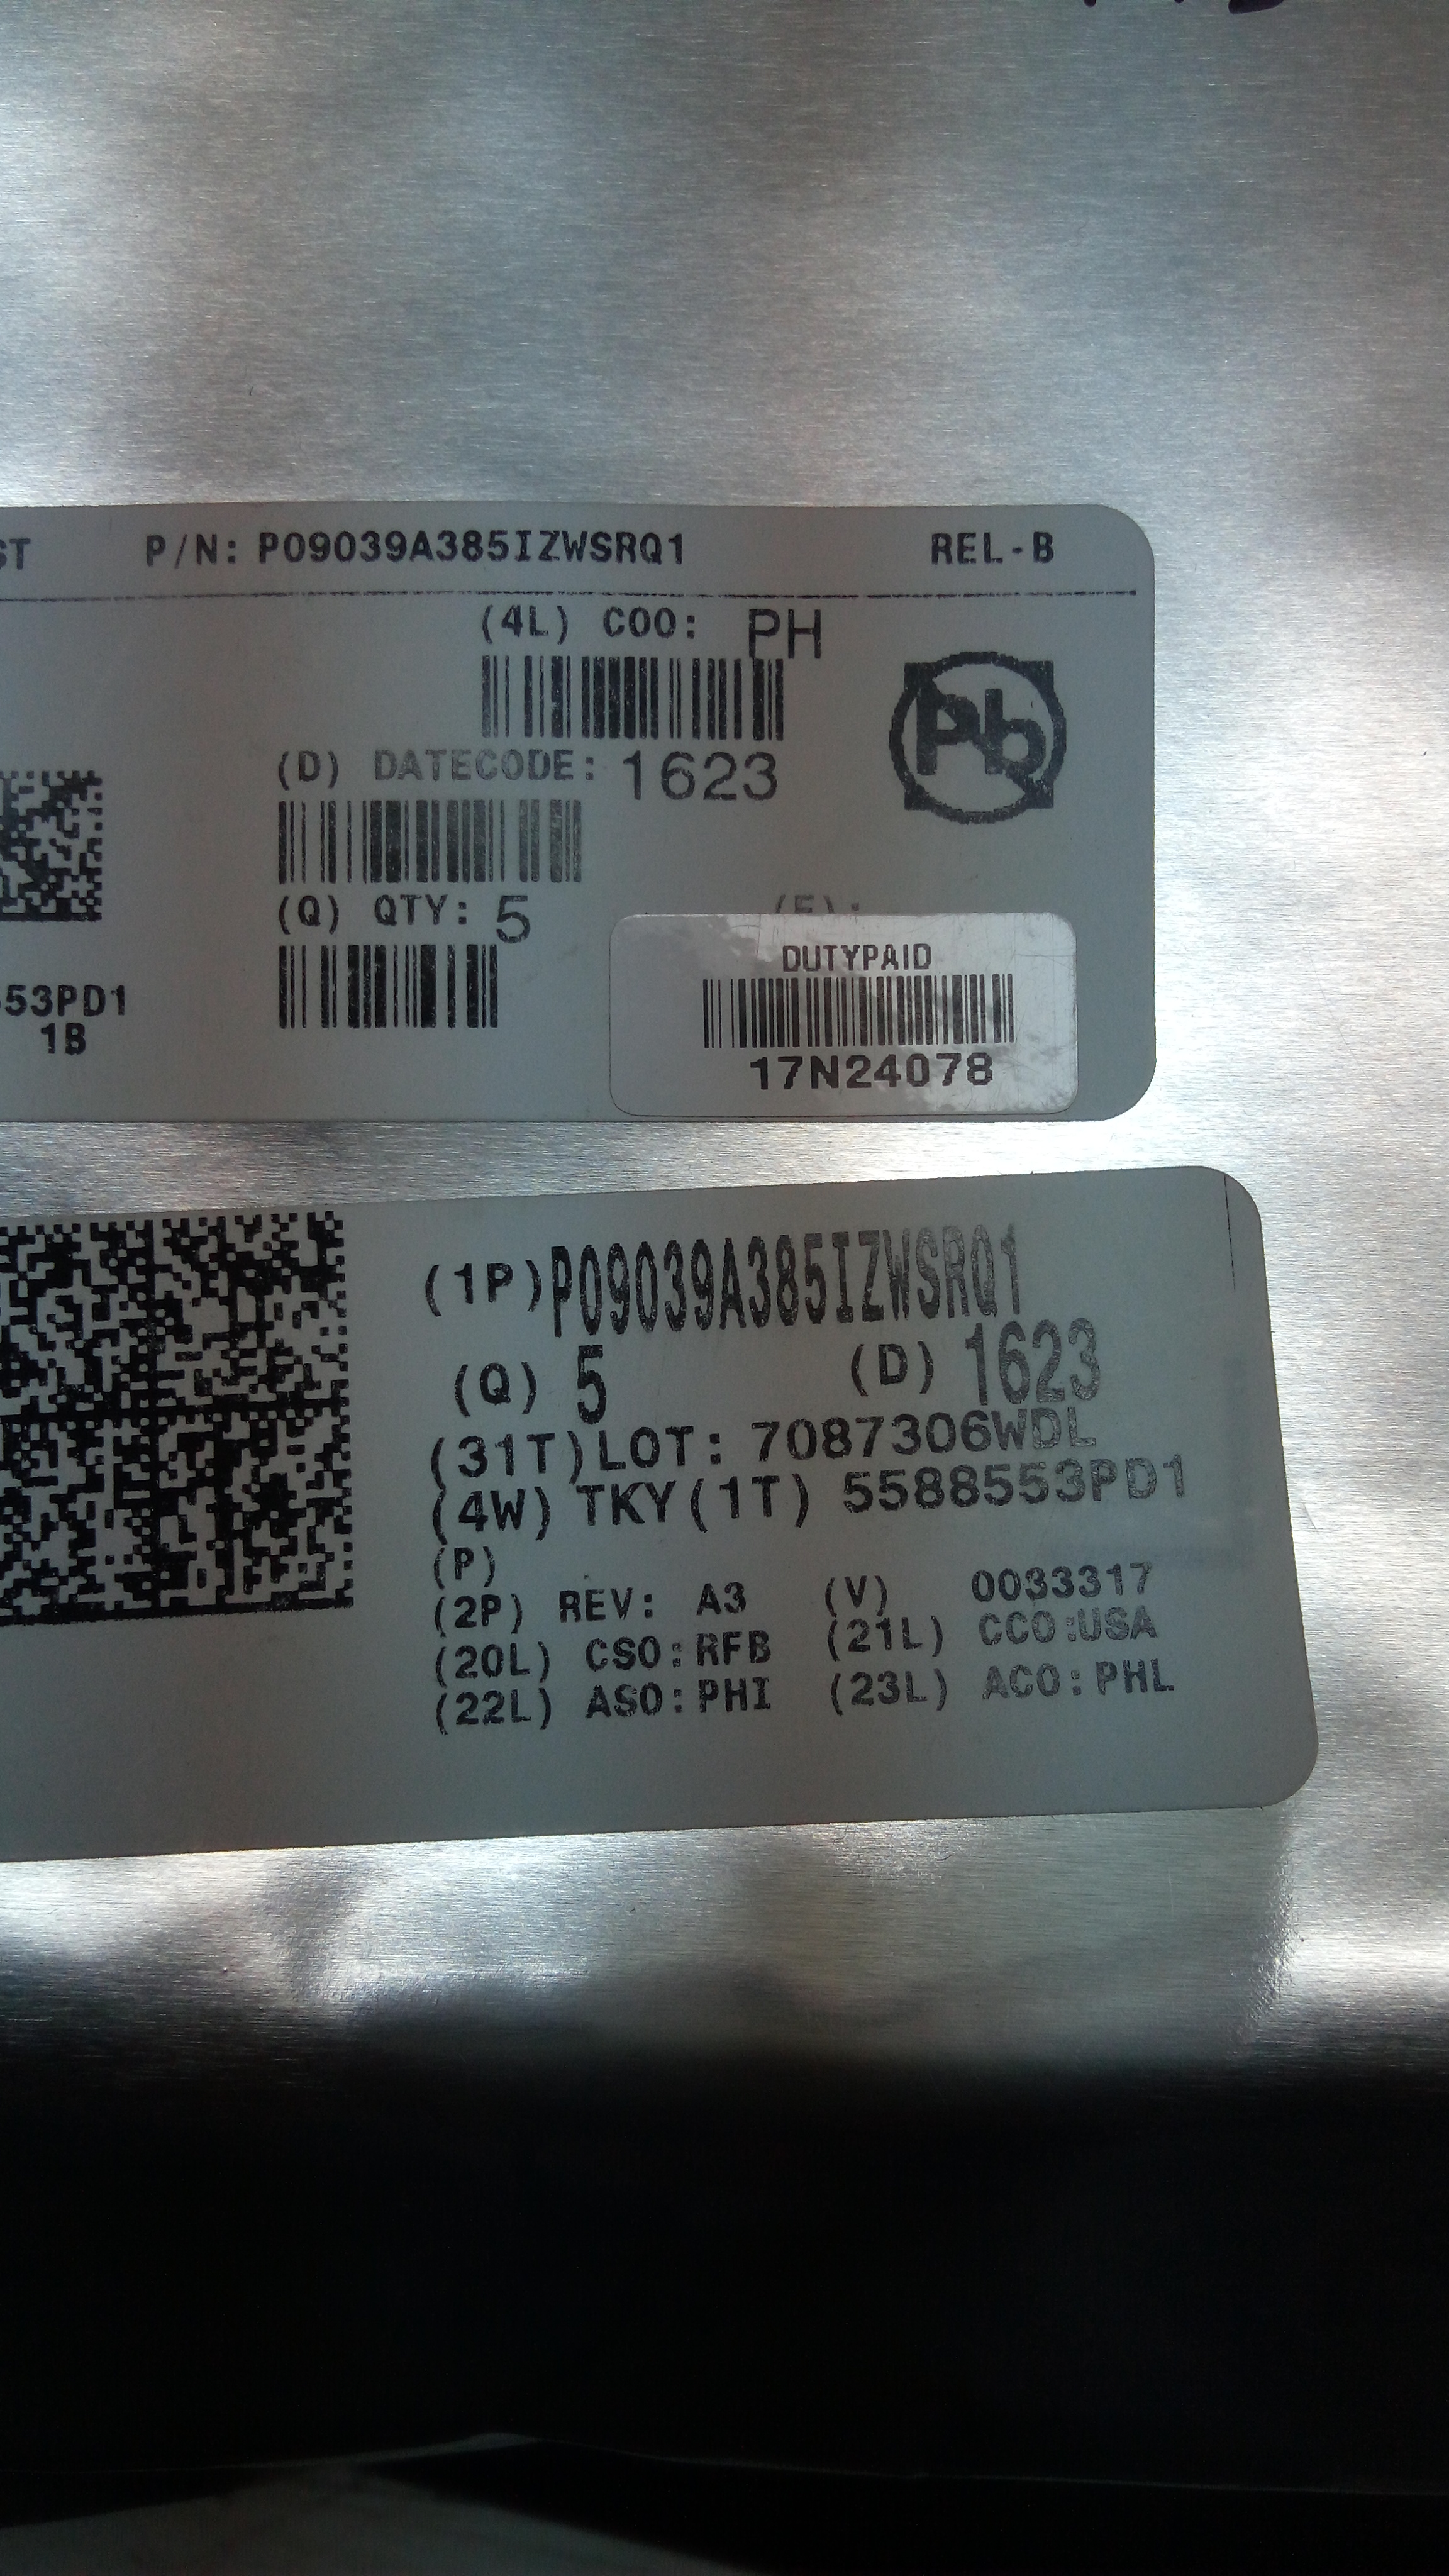 ST P/N: P09039A385IZWSRQ1 REL-B
(4L) COO: PH
Pb
(D) DATECODE: 1623
(Q) QTY: 5
(E):
DUTYPAID
53PD1
1B
17N24078
(1P)P09039A385IZWSRQ1
(Q) 5 (D) 1623
(31T)LOT: 7087306WDL
(4W) TKY(1T) 5588553PD1
(P)
(2P) REV: A3 (V) 0033317
(20L) CSO:RFB (21L) CCO:USA
(22L) ASO:PHI (23L) ACO:PHL